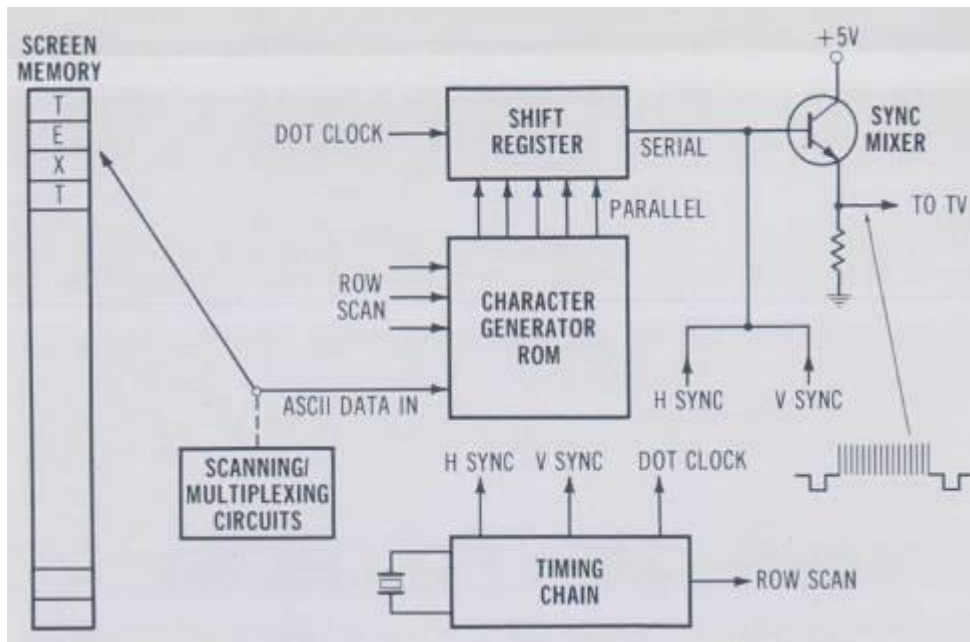 SCREEN
MEMORY
T
E
X
T
DOT CLOCK
SHIFT
REGISTER
SERIAL
+5V
SYNC
MIXER
TO TV
PARALLEL
ROW
SCAN
CHARACTER
GENERATOR
ROM
ASCII DATA IN
H SYNC
V SYNC
SCANNING/
MULTIPLEXING
CIRCUITS
H SYNC
V SYNC
DOT CLOCK
TIMING
CHAIN
ROW SCAN